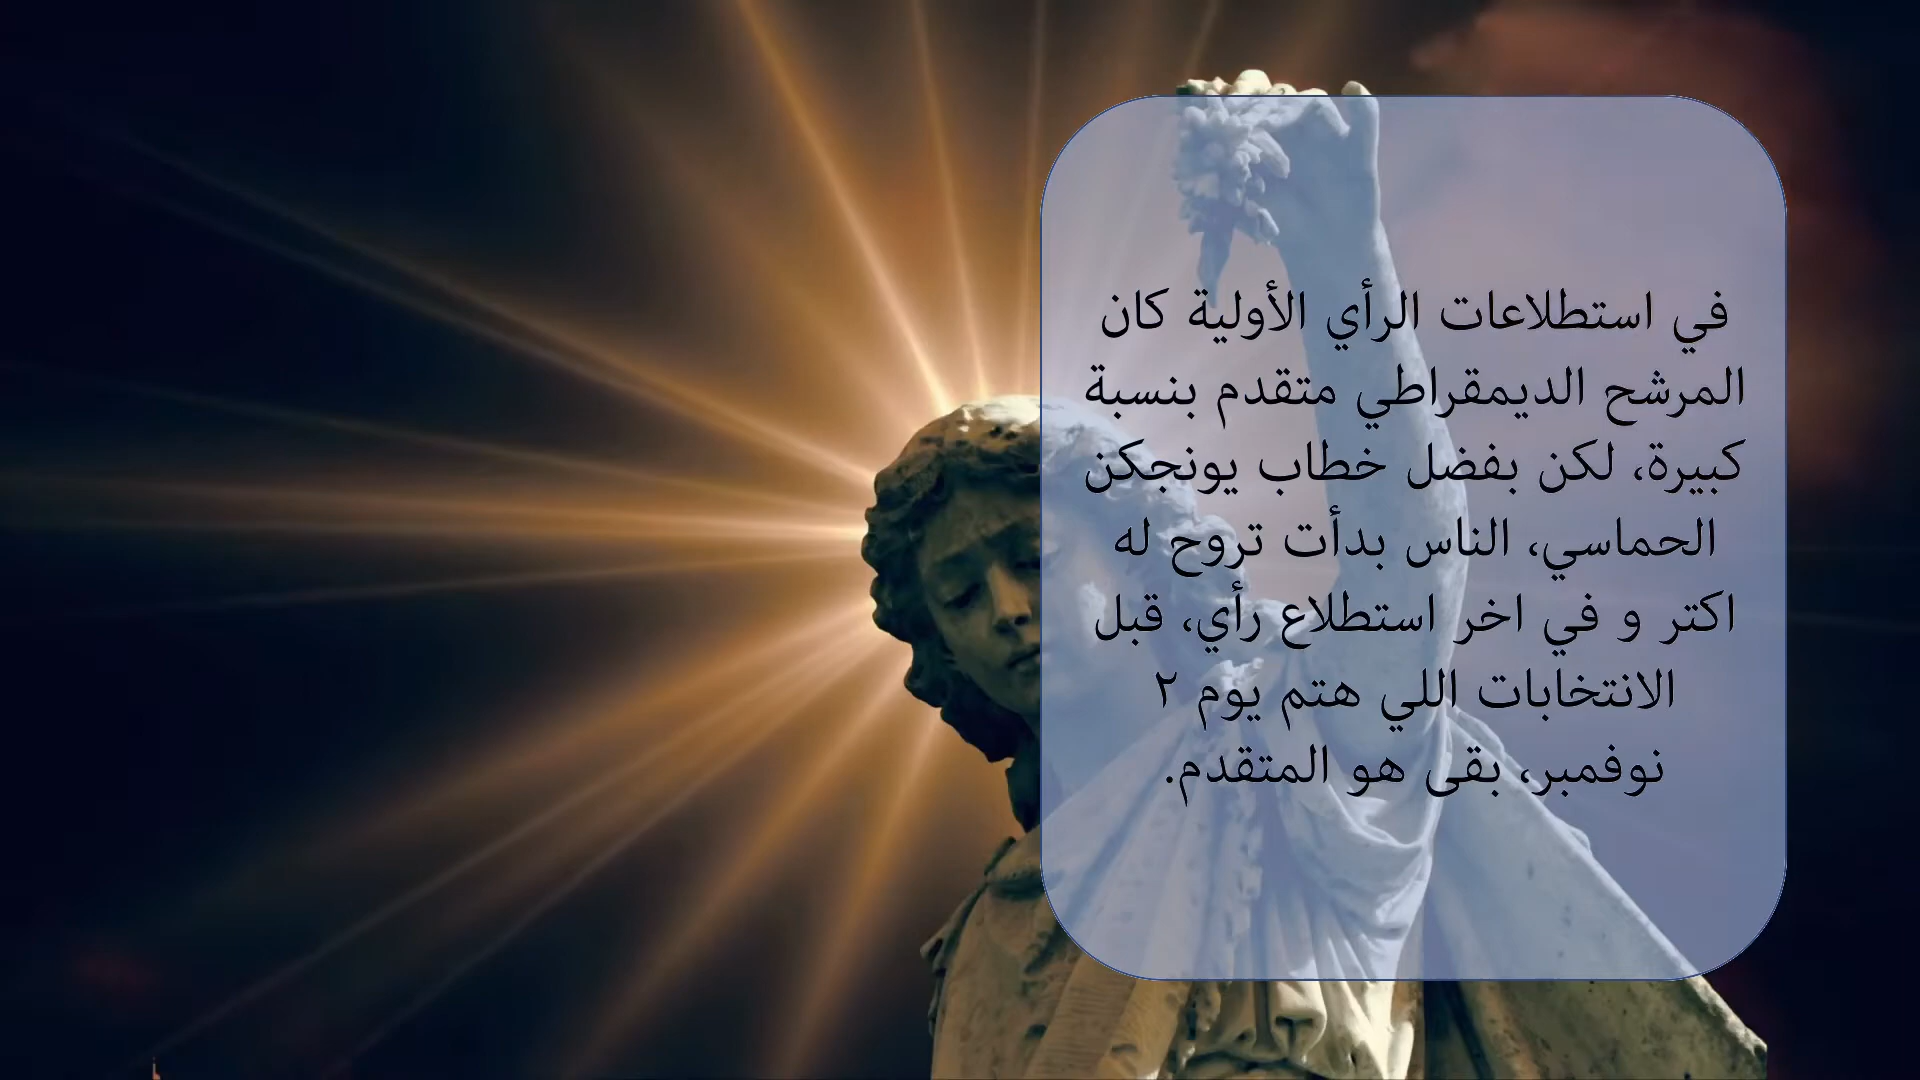 في استطلاعات الرأي الأولية كان
المرشح الديمقراطي متقدم بنسبة
كبيرة، لكن بفضل خطاب يونجكن
الحماسي، الناس بدأت تروح له
اكتر و في اخر استطلاع رأي، قبل
الانتخابات اللي هتم يوم ٢
نوفمبر، بقى هو المتقدم.